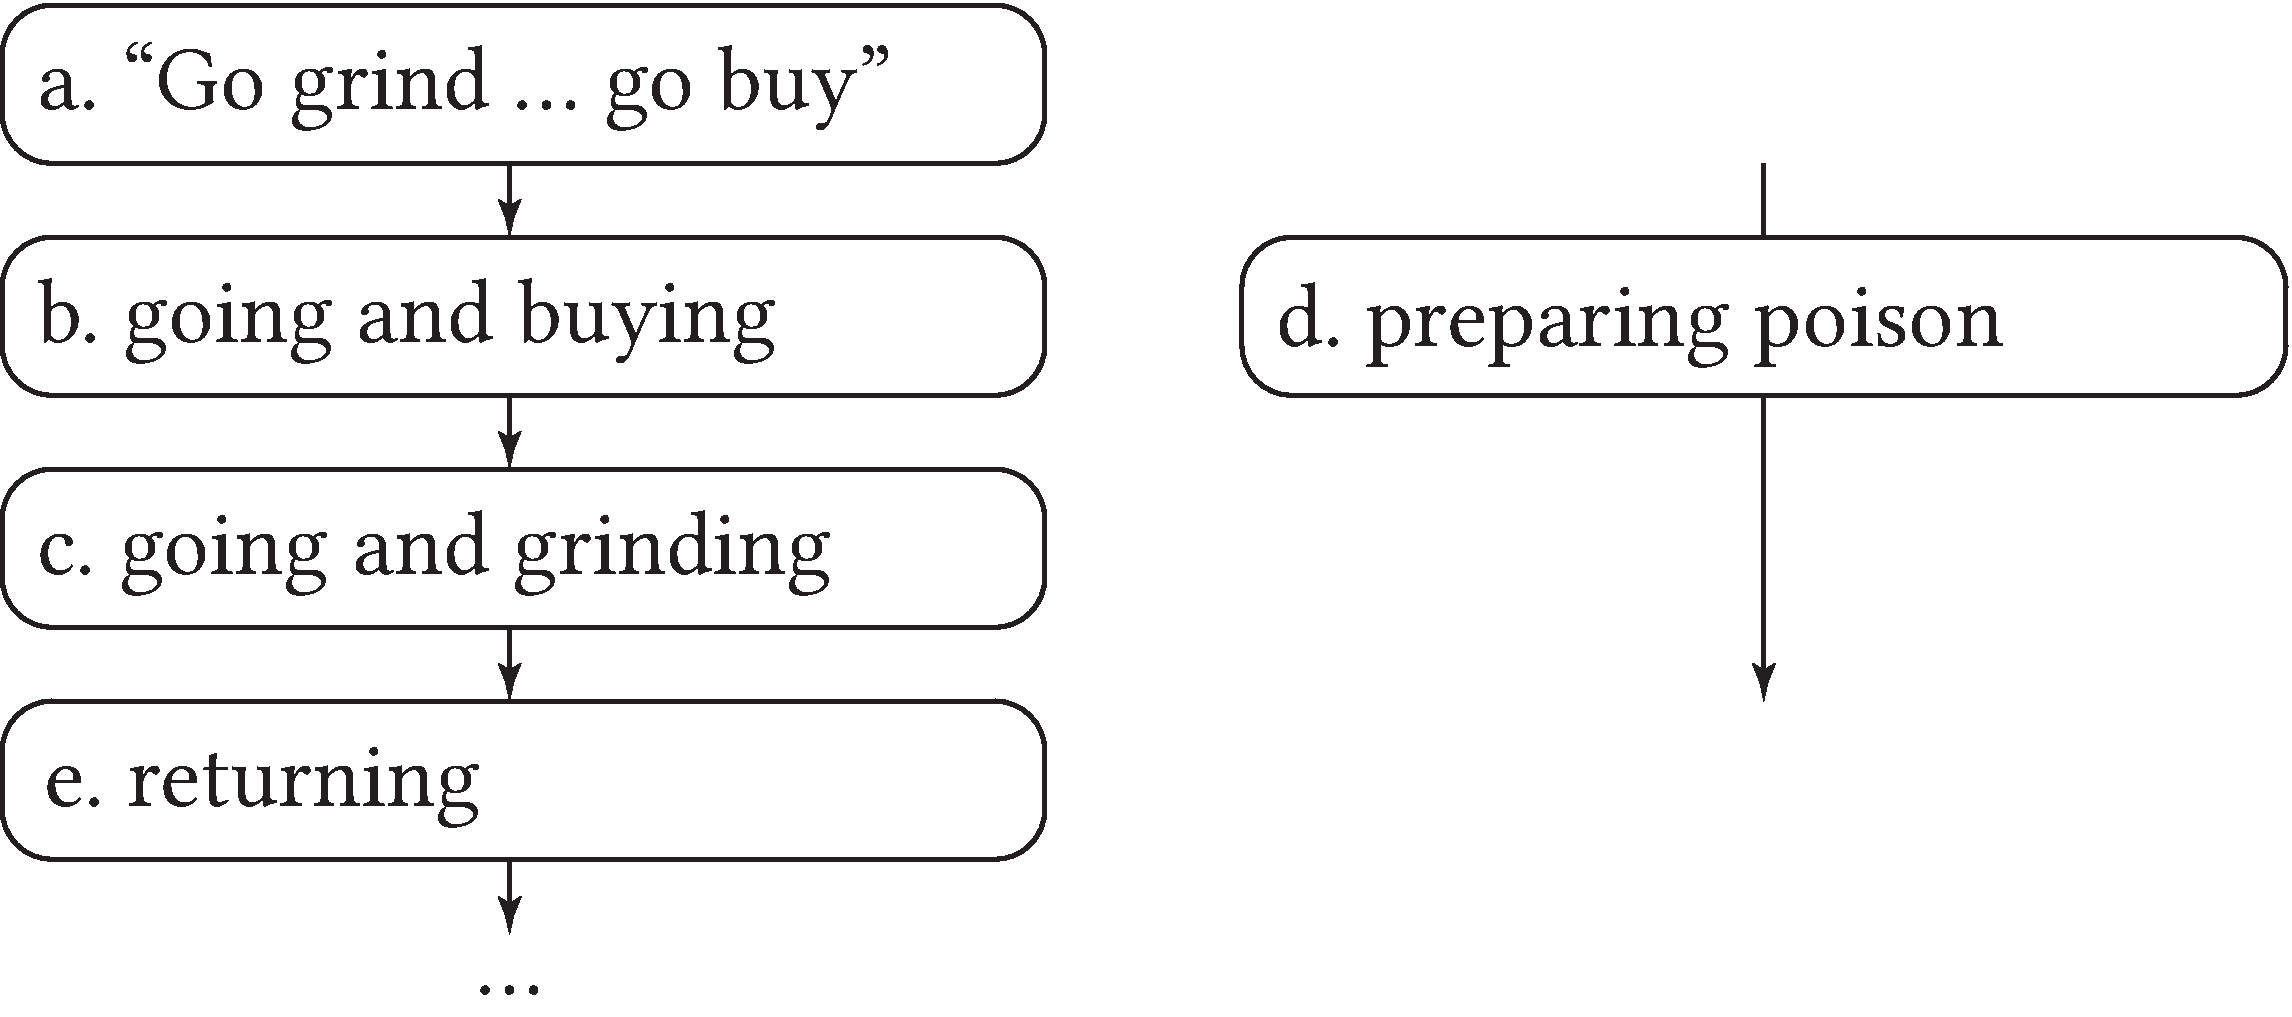 a. “Go grind ... go buy”
b. going and buying
d. preparing poison
c. going and grinding
e. returning
...